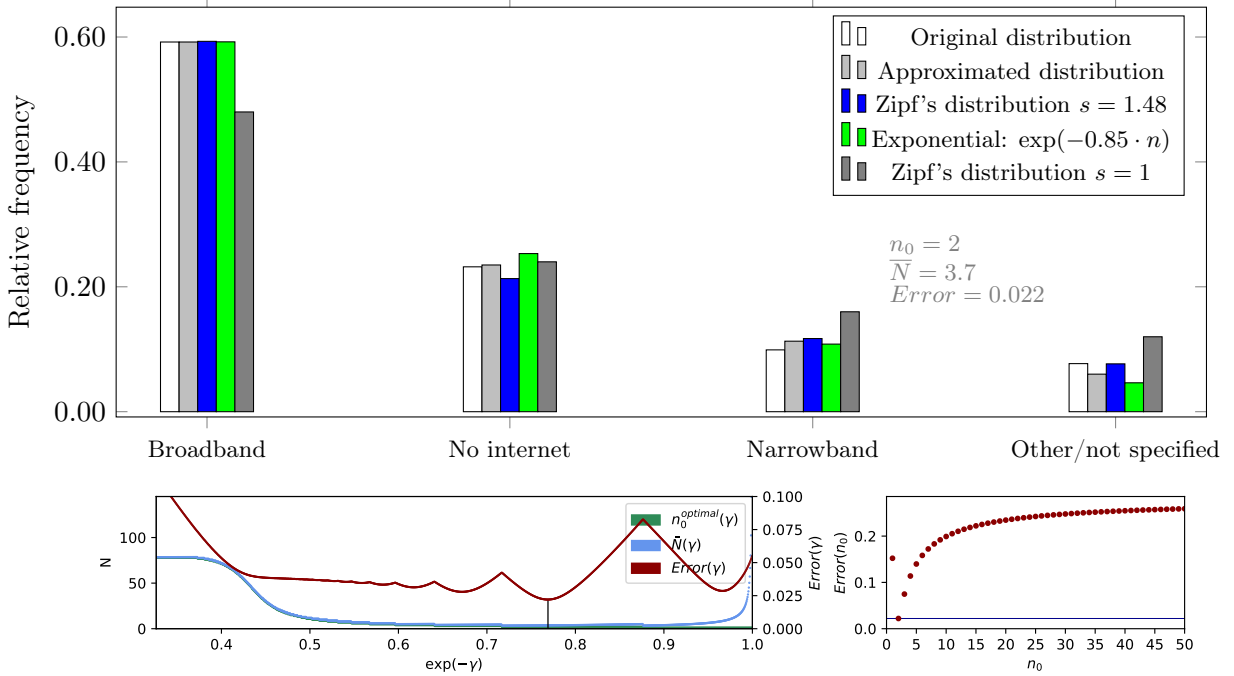 Relative frequency
0.60
0.40
0.20
0.00
Original distribution
Approximated distribution
Zipf's distribution s = 1.48
Exponential: exp(−0.85 · n)
Zipf's distribution s = 1
n₀ = 2
N̅ = 3.7
Error = 0.022
Broadband
No internet
Narrowband
Other/not specified
N
100
50
0
0.4
0.5
0.6
0.7
0.8
0.9
1.0
exp(−γ)
n₀^optimal(γ)
N̄(γ)
Error(γ)
0.100
0.075
0.050
0.025
0.000
Error(γ)
Error(n₀)
0.2
0.1
0.0
0
5
10
15
20
25
30
35
40
45
50
n₀